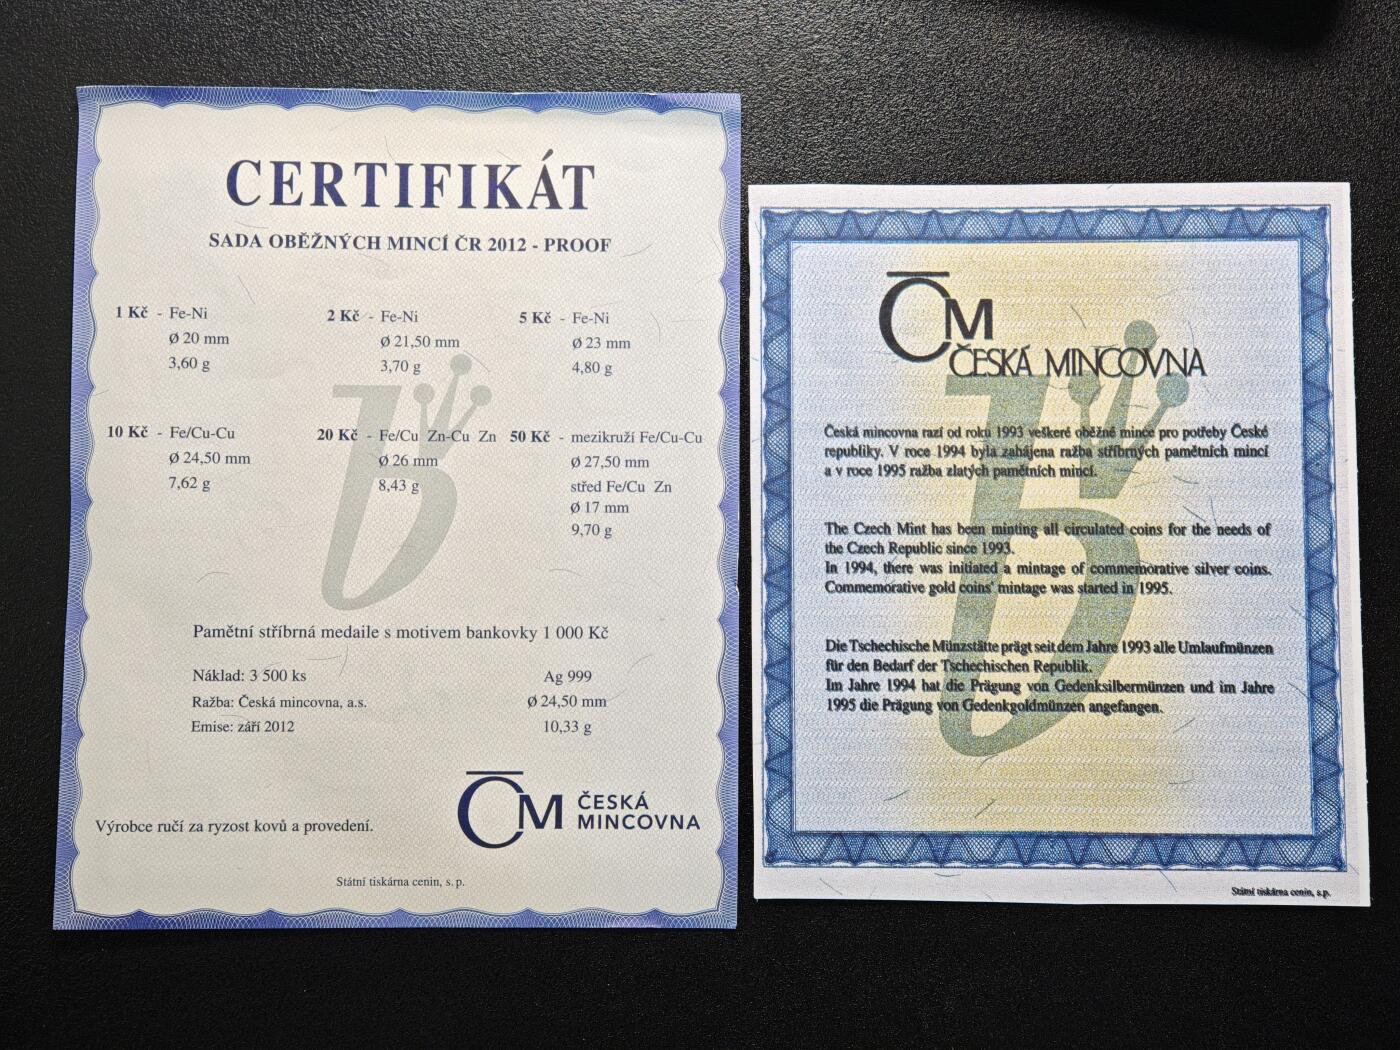 CERTIFIKÁT
SADA OBĚŽNÝCH MINCÍ ČR 2012 - PROOF
1 Kč - Fe-Ni
Ø 20 mm
3,60 g
2 Kč - Fe-Ni
Ø 21,50 mm
3,70 g
5 Kč - Fe-Ni
Ø 23 mm
4,80 g
10 Kč - Fe/Cu-Cu
Ø 24,50 mm
7,62 g
20 Kč - Fe/Cu Zn-Cu Zn
Ø 26 mm
8,43 g
50 Kč - mezikruží Fe/Cu-Cu
Ø 27,50 mm
střed Fe/Cu Zn
Ø 17 mm
9,70 g
Pamětní stříbrná medaile s motivem bankovky 1 000 Kč
Náklad: 3 500 ks
Ražba: Česká mincovna, a.s.
Emise: září 2012
Ag 999
Ø 24,50 mm
10,33 g
Výrobce ručí za ryzost kovů a provedení.
ČM ČESKÁ
MINCOVNA
Státní tiskárna cenin, s.p.
ČM
ČESKÁ MINCOVNA
Česká mincovna razí od roku 1993 veškeré oběžné mince pro potřeby České
republiky. V roce 1994 byla zahájena ražba stříbrných pamětních mincí
a v roce 1995 ražba zlatých pamětních mincí.
The Czech Mint has been minting all circulated coins for the needs of
the Czech Republic since 1993.
In 1994, there was initiated a mintage of commemorative silver coins.
Commemorative gold coins' mintage was started in 1995.
Die Tschechische Münzstätte prägt seit dem Jahre 1993 alle Umlaufmünzen
für den Bedarf der Tschechischen Republik.
Im Jahre 1994 hat die Prägung von Gedenksilbermünzen und im Jahre
1995 die Prägung von Gedenkgoldmünzen angefangen.
Státní tiskárna cenin, s.p.